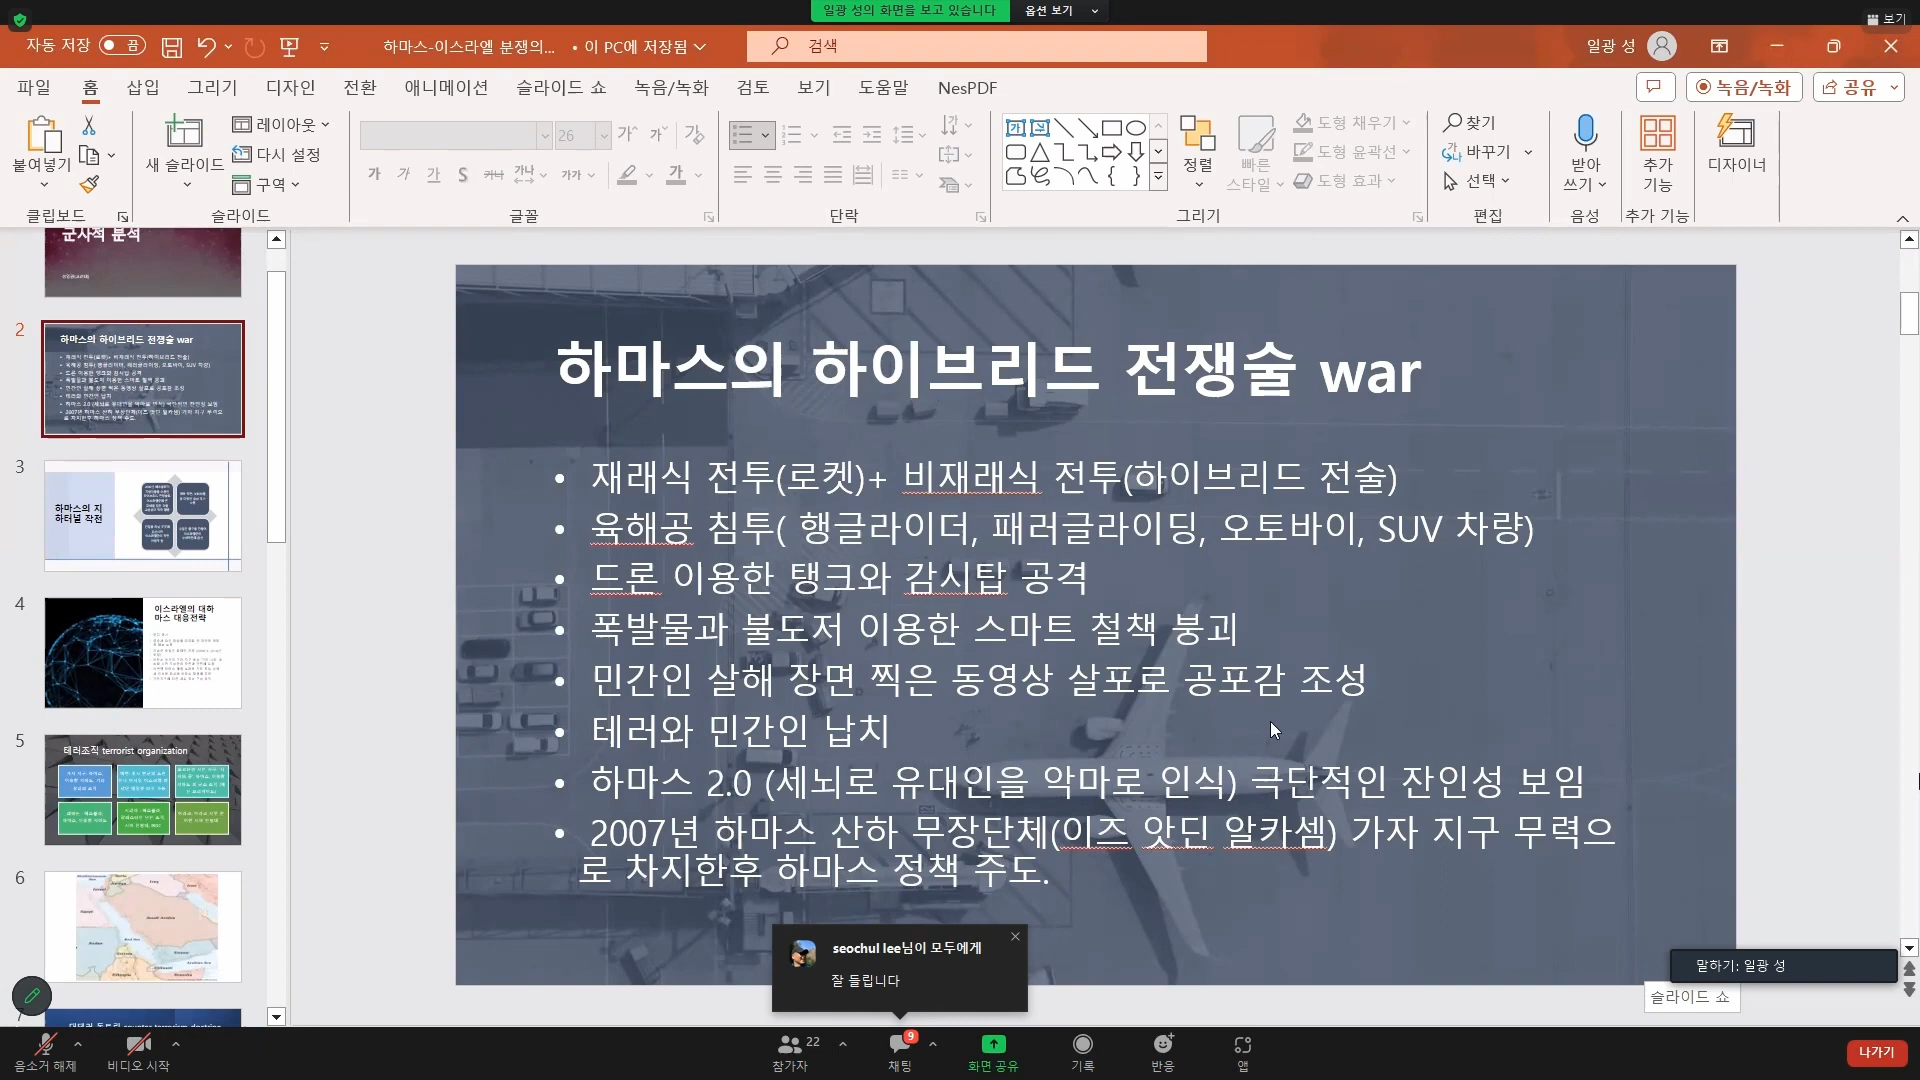 일광 성의 화면을 보고 있습니다 옵션 보기
보기
자동 저장 끔 하마스-이스라엘 분쟁의... • 이 PC에 저장됨 검색 일광 성
파일 홈 삽입 그리기 디자인 전환 애니메이션 슬라이드 쇼 녹음/녹화 검토 보기 도움말 NesPDF 녹음/녹화 공유
붙여넣기 새 슬라이드 레이아웃 다시 설정 구역 26
정렬 빠른 스타일 도형 채우기 도형 윤곽선 도형 효과
찾기 바꾸기 선택
받아쓰기 추가 기능 디자이너
클립보드 슬라이드 글꼴 단락 그리기 편집 음성 추가 기능
군사적 분석
2
하마스의 하이브리드 전쟁술 war
3
하마스의 지
하터널 작전
4
이스라엘의 대하
마스 대응전략
5
테러조직 terrorist organization
6
7
대테러 독트린 counter terrorism doctrine
하마스의 하이브리드 전쟁술 war
• 재래식 전투(로켓)+ 비재래식 전투(하이브리드 전술)
• 육해공 침투( 행글라이더, 패러글라이딩, 오토바이, SUV 차량)
• 드론 이용한 탱크와 감시탑 공격
• 폭발물과 불도저 이용한 스마트 철책 붕괴
• 민간인 살해 장면 찍은 동영상 살포로 공포감 조성
• 테러와 민간인 납치
• 하마스 2.0 (세뇌로 유대인을 악마로 인식) 극단적인 잔인성 보임
• 2007년 하마스 산하 무장단체(이즈 앗딘 알카셈) 가자 지구 무력으
로 차지한후 하마스 정책 주도.
seochul lee님이 모두에게
잘 들립니다
말하기: 일광 성
슬라이드 쇼
음소거 해제 비디오 시작 참가자 22 채팅 9 화면 공유 기록 반응 앱 나가기